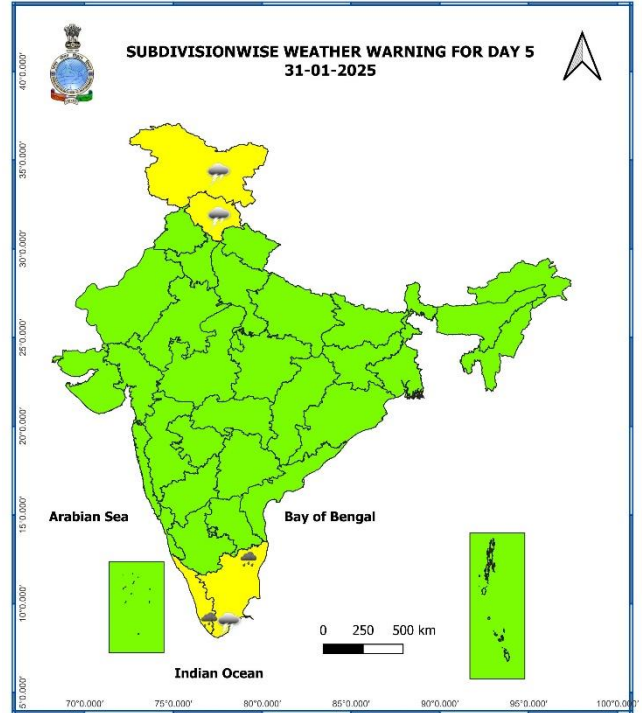 SUBDIVISIONWISE WEATHER WARNING FOR DAY 5
31-01-2025
40°0.000'
35°0.000'
30°0.000'
25°0.000'
20°0.000'
15°0.000'
10°0.000'
5°0.000'
Arabian Sea
Bay of Bengal
0 250 500 km
Indian Ocean
70°0.000' 75°0.000' 80°0.000' 85°0.000' 90°0.000' 95°0.000' 100°0.000'